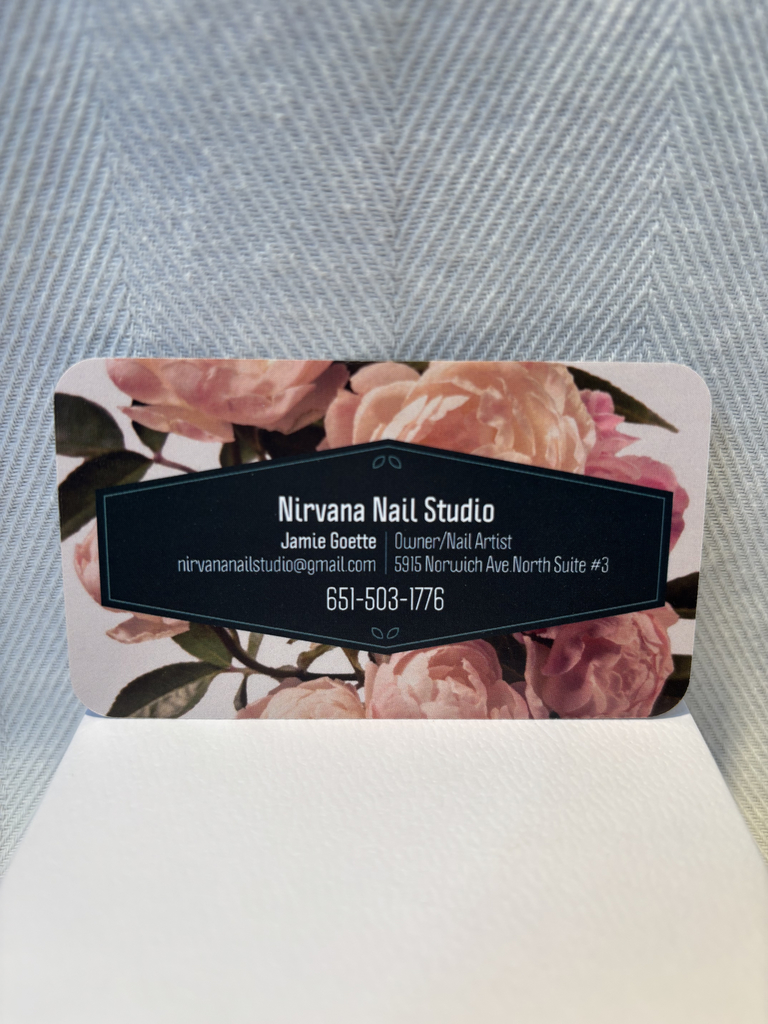 Nirvana Nail Studio
Jamie Goette | Owner/Nail Artist
nirvananailstudio@gmail.com | 5915 Norwich Ave.North Suite #3
651-503-1776